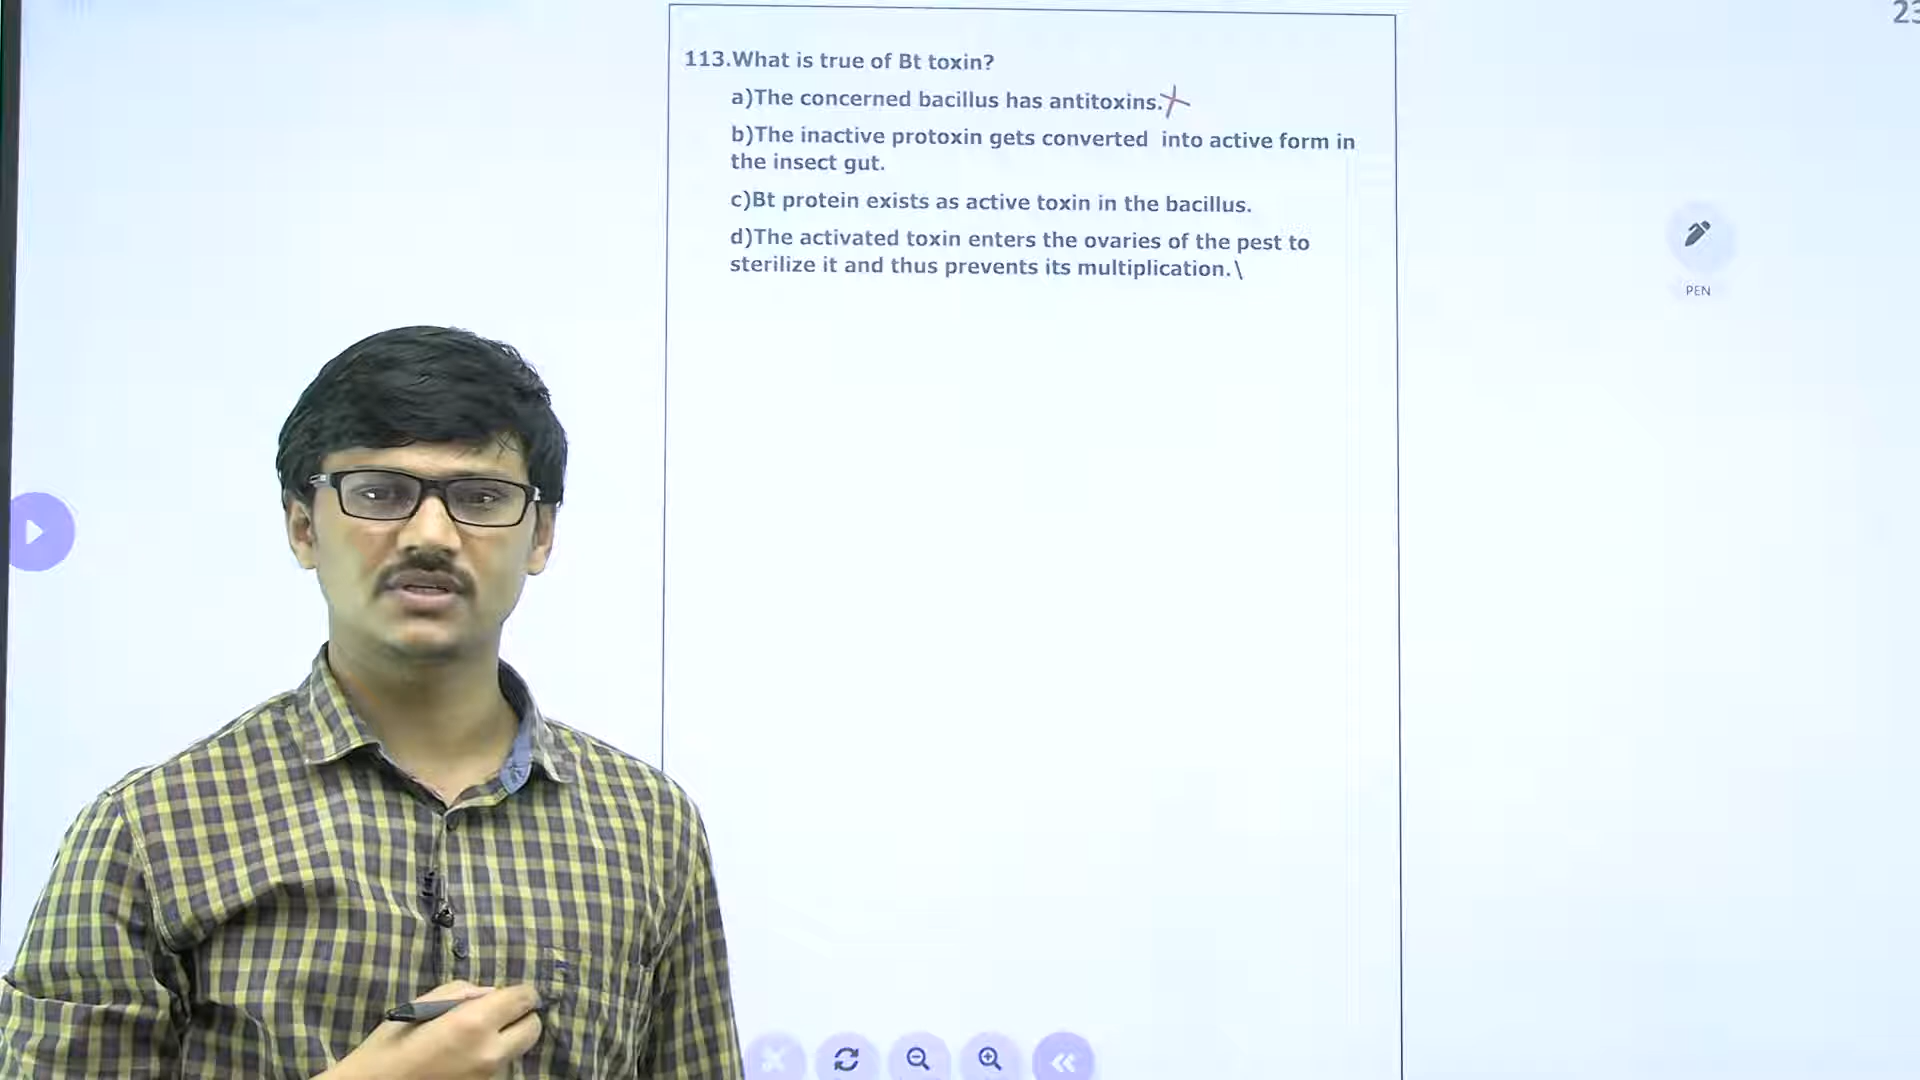 23
113.What is true of Bt toxin?
a)The concerned bacillus has antitoxins.
b)The inactive protoxin gets converted into active form in
the insect gut.
c)Bt protein exists as active toxin in the bacillus.
d)The activated toxin enters the ovaries of the pest to
sterilize it and thus prevents its multiplication.\
PEN